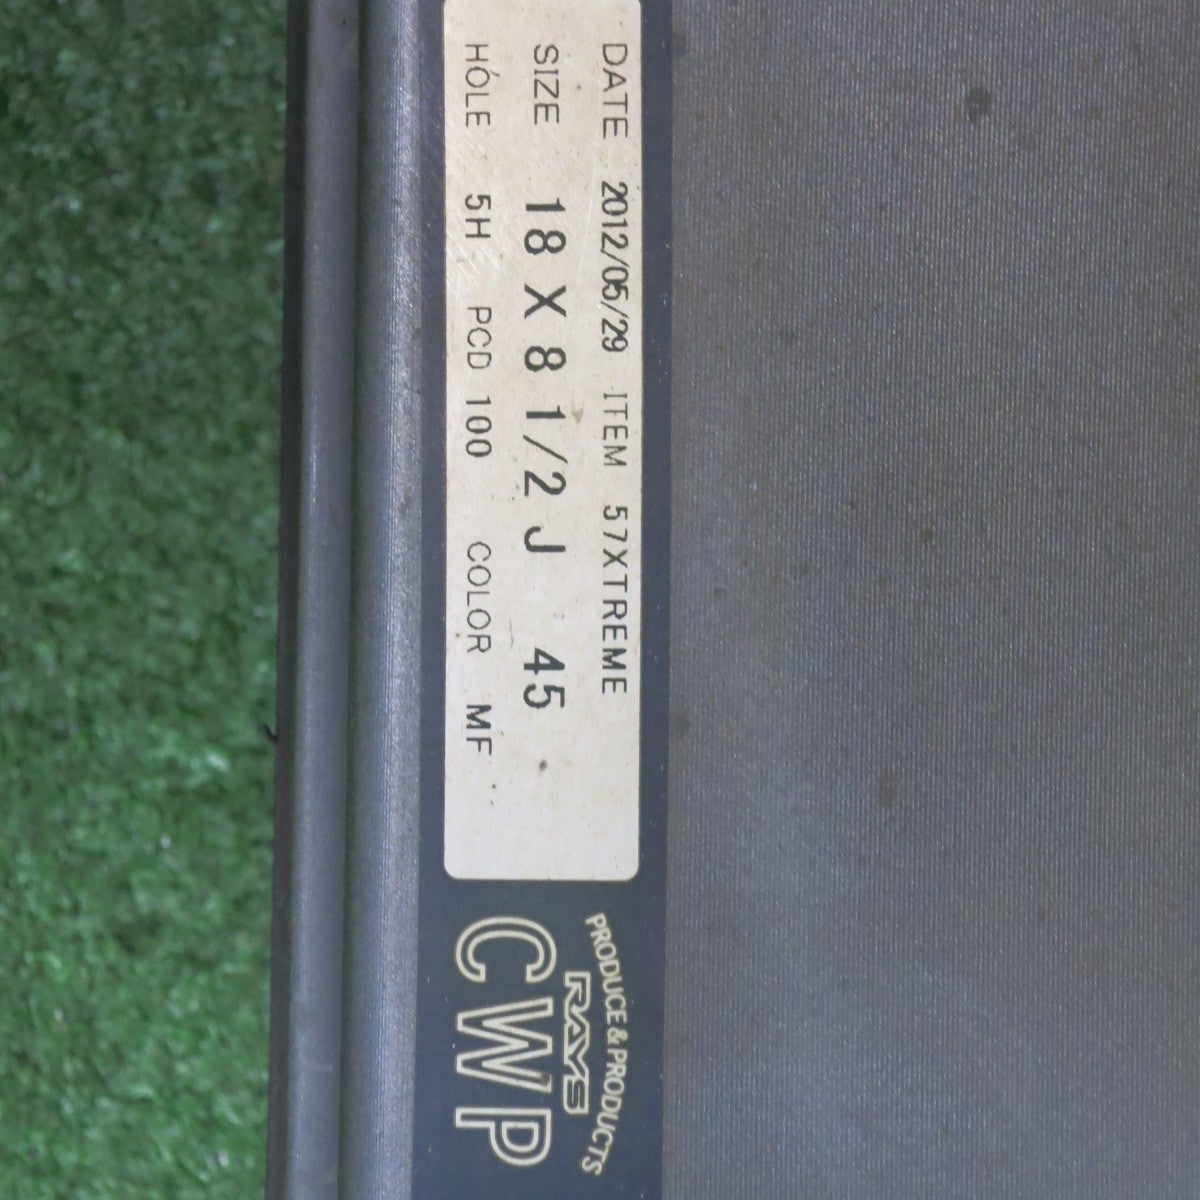 DATE 2012/05/29 ITEM 57XTREME
SIZE 18 X 8 1/2 J 45
HOLE 5H PCD 100 COLOR MF
PRODUCE & PRODUCTS
RAYS
CWP